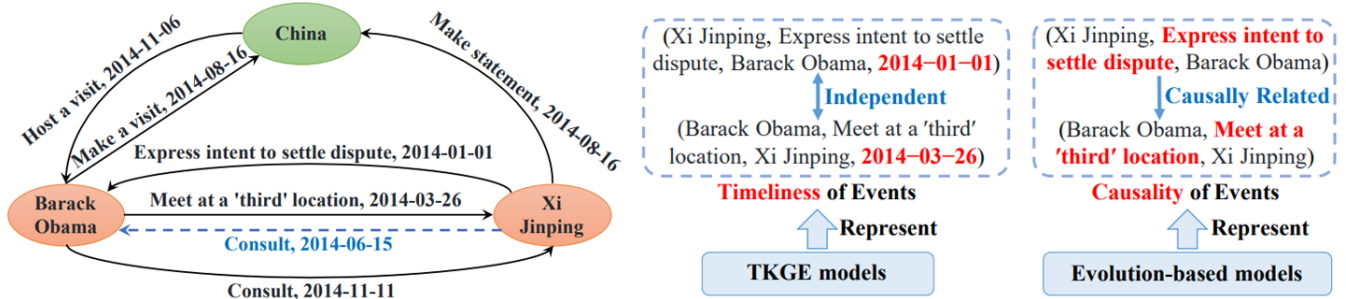 China
Host a visit, 2014-11-06
Make a visit, 2014-08-16
Make statement, 2014-08-16
Express intent to settle dispute, 2014-01-01
Barack
Obama
Meet at a 'third' location, 2014-03-26
Xi
Jinping
Consult, 2014-06-15
Consult, 2014-11-11
(Xi Jinping, Express intent to settle
dispute, Barack Obama, 2014−01−01)
Independent
(Barack Obama, Meet at a ′third′
location, Xi Jinping, 2014−03−26)
Timeliness of Events
Represent
TKGE models
(Xi Jinping, Express intent to
settle dispute, Barack Obama)
Causally Related
(Barack Obama, Meet at a
′third′ location, Xi Jinping)
Causality of Events
Represent
Evolution-based models